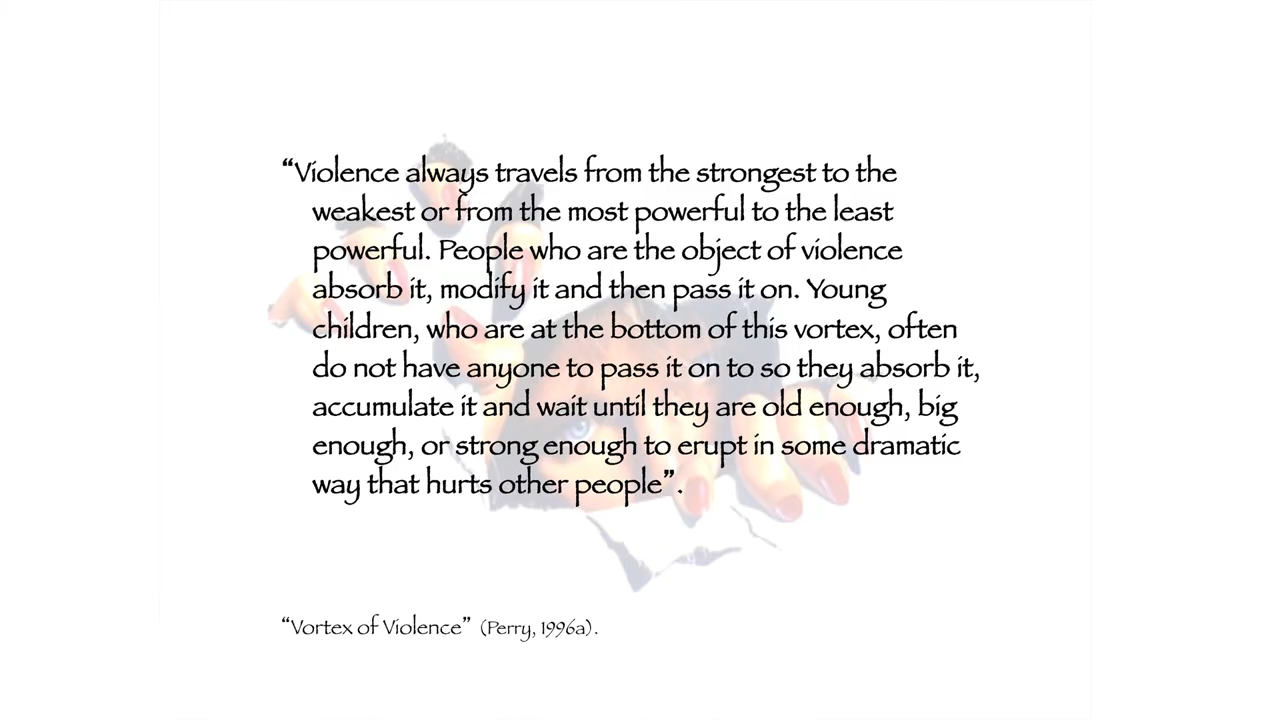 “Violence always travels from the strongest to the
weakest or from the most powerful to the least
powerful. People who are the object of violence
absorb it, modify it and then pass it on. Young
children, who are at the bottom of this vortex, often
do not have anyone to pass it on to so they absorb it,
accumulate it and wait until they are old enough, big
enough, or strong enough to erupt in some dramatic
way that hurts other people”.
“Vortex of Violence” (Perry, 1996a).